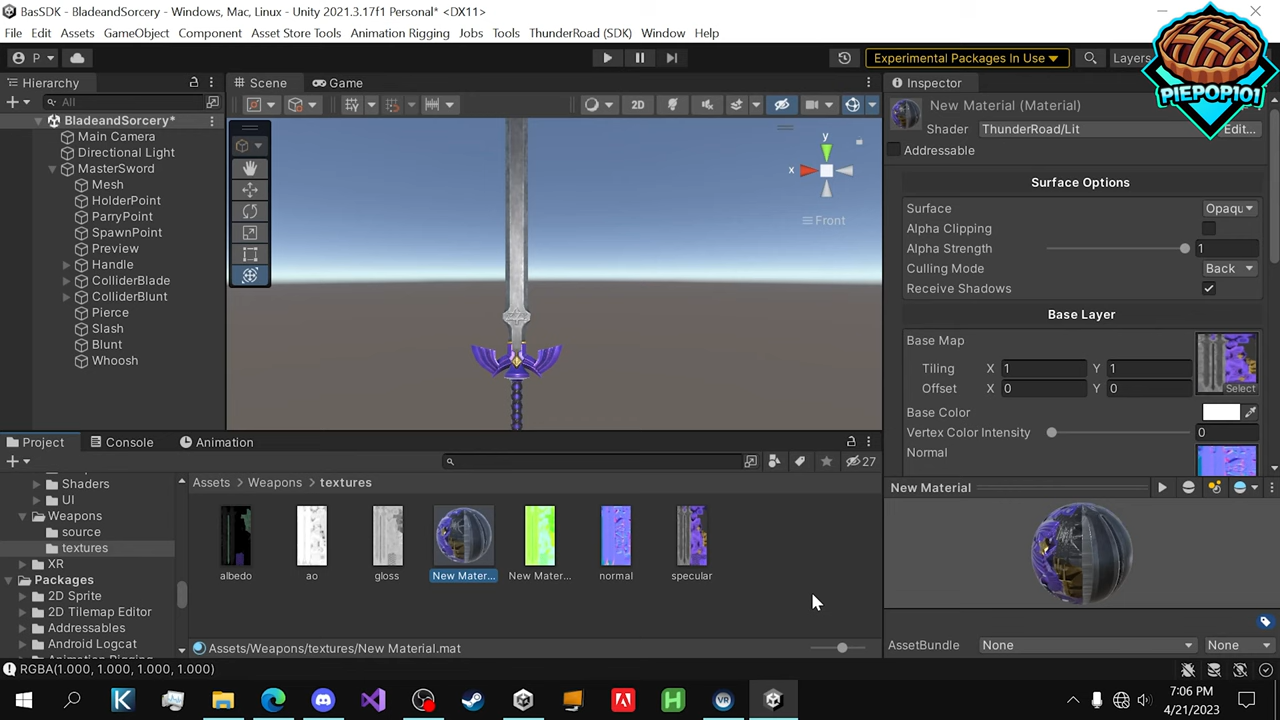 BasSDK - BladeandSorcery - Windows, Mac, Linux - Unity 2021.3.17f1 Personal* <DX11>
File Edit Assets GameObject Component Asset Store Tools Animation Rigging Jobs Tools ThunderRoad (SDK) Window Help
P Experimental Packages In Use Layers
PIEPOP101
Hierarchy
All
BladeandSorcery*
Main Camera
Directional Light
MasterSword
Mesh
HolderPoint
ParryPoint
SpawnPoint
Preview
Handle
ColliderBlade
ColliderBlunt
Pierce
Slash
Blunt
Whoosh
Scene Game
2D
y
x
Front
Inspector
New Material (Material)
Shader ThunderRoad/Lit Edit...
Addressable
Surface Options
Surface Opaqu
Alpha Clipping
Alpha Strength 1
Culling Mode Back
Receive Shadows
Base Layer
Base Map
Tiling X 1 Y 1
Offset X 0 Y 0
Select
Base Color
Vertex Color Intensity 0
Normal
New Material
AssetBundle None None
Project Console Animation
27
Shaders
UI
Weapons
source
textures
XR
Packages
2D Sprite
2D Tilemap Editor
Addressables
Android Logcat
Assets > Weapons > textures
albedo ao gloss New Mater... New Mater... normal specular
Assets/Weapons/textures/New Material.mat
RGBA(1.000, 1.000, 1.000, 1.000)
7:06 PM
4/21/2023